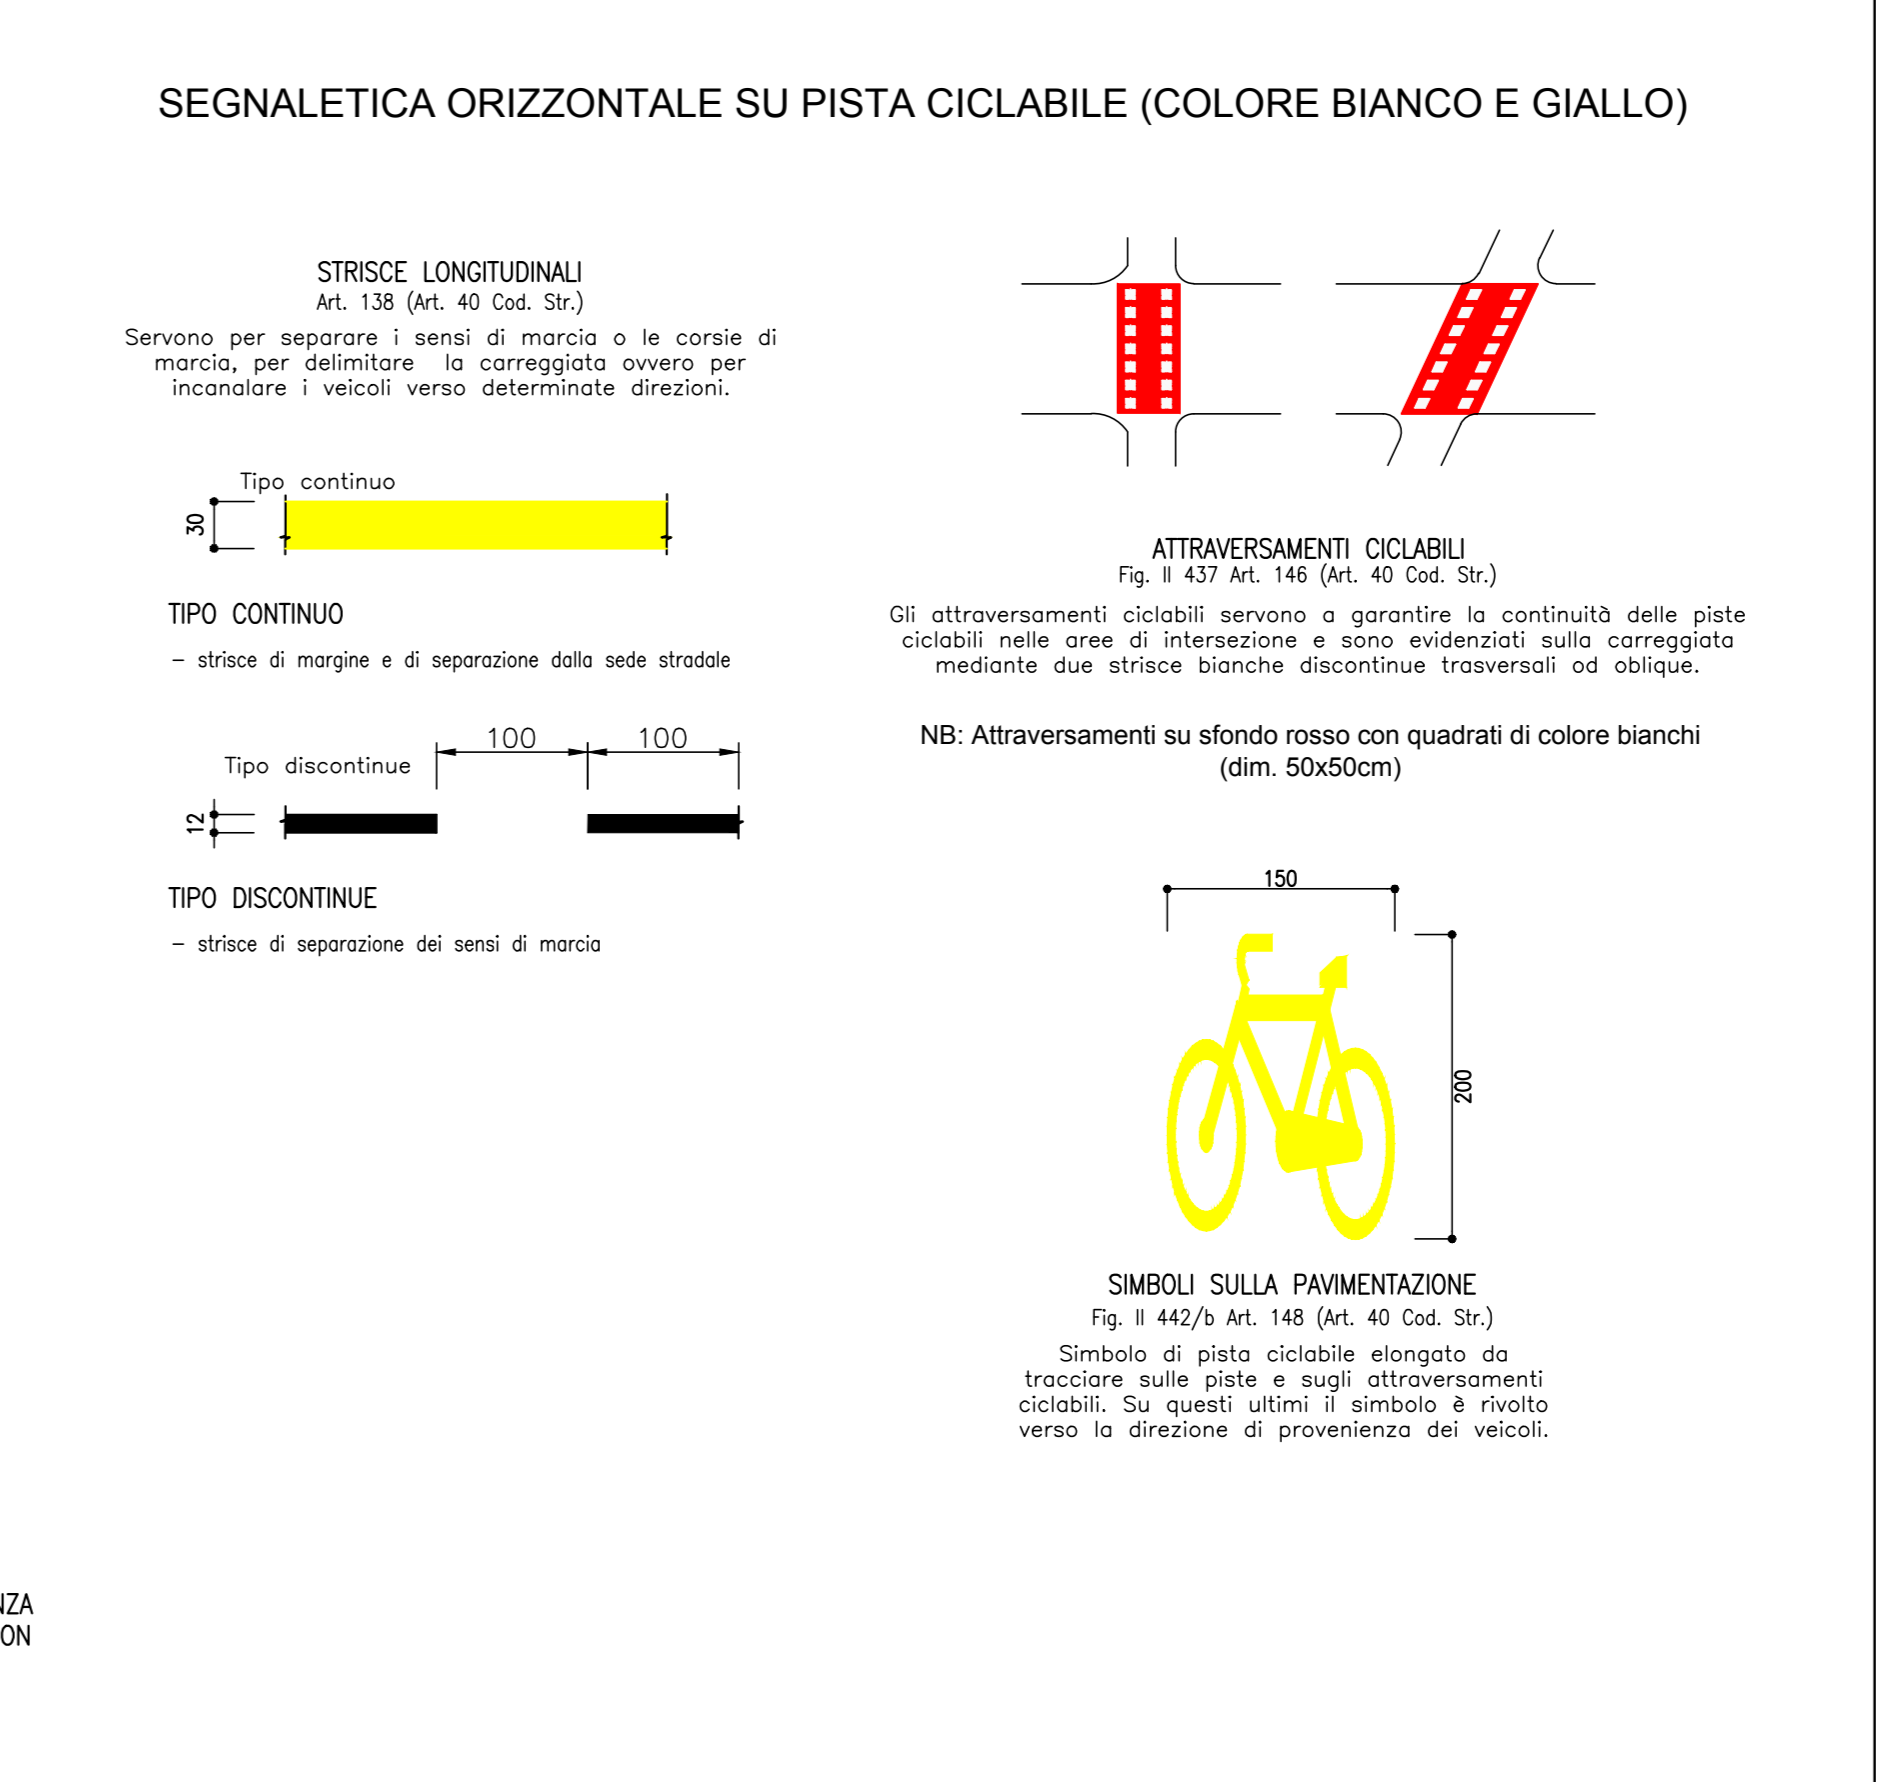 SEGNALETICA ORIZZONTALE SU PISTA CICLABILE (COLORE BIANCO E GIALLO)
STRISCE LONGITUDINALI
Art. 138 (Art. 40 Cod. Str.)
Servono per separare i sensi di marcia o le corsie di
marcia, per delimitare la carreggiata ovvero per
incanalare i veicoli verso determinate direzioni.
Tipo continuo
30
TIPO CONTINUO
– strisce di margine e di separazione dalla sede stradale
100 100
Tipo discontinue
12
TIPO DISCONTINUE
– strisce di separazione dei sensi di marcia
ATTRAVERSAMENTI CICLABILI
Fig. II 437 Art. 146 (Art. 40 Cod. Str.)
Gli attraversamenti ciclabili servono a garantire la continuità delle piste
ciclabili nelle aree di intersezione e sono evidenziati sulla carreggiata
mediante due strisce bianche discontinue trasversali od oblique.
NB: Attraversamenti su sfondo rosso con quadrati di colore bianchi
(dim. 50x50cm)
150
200
SIMBOLI SULLA PAVIMENTAZIONE
Fig. II 442/b Art. 148 (Art. 40 Cod. Str.)
Simbolo di pista ciclabile elongato da
tracciare sulle piste e sugli attraversamenti
ciclabili. Su questi ultimi il simbolo è rivolto
verso la direzione di provenienza dei veicoli.
ZA
ON